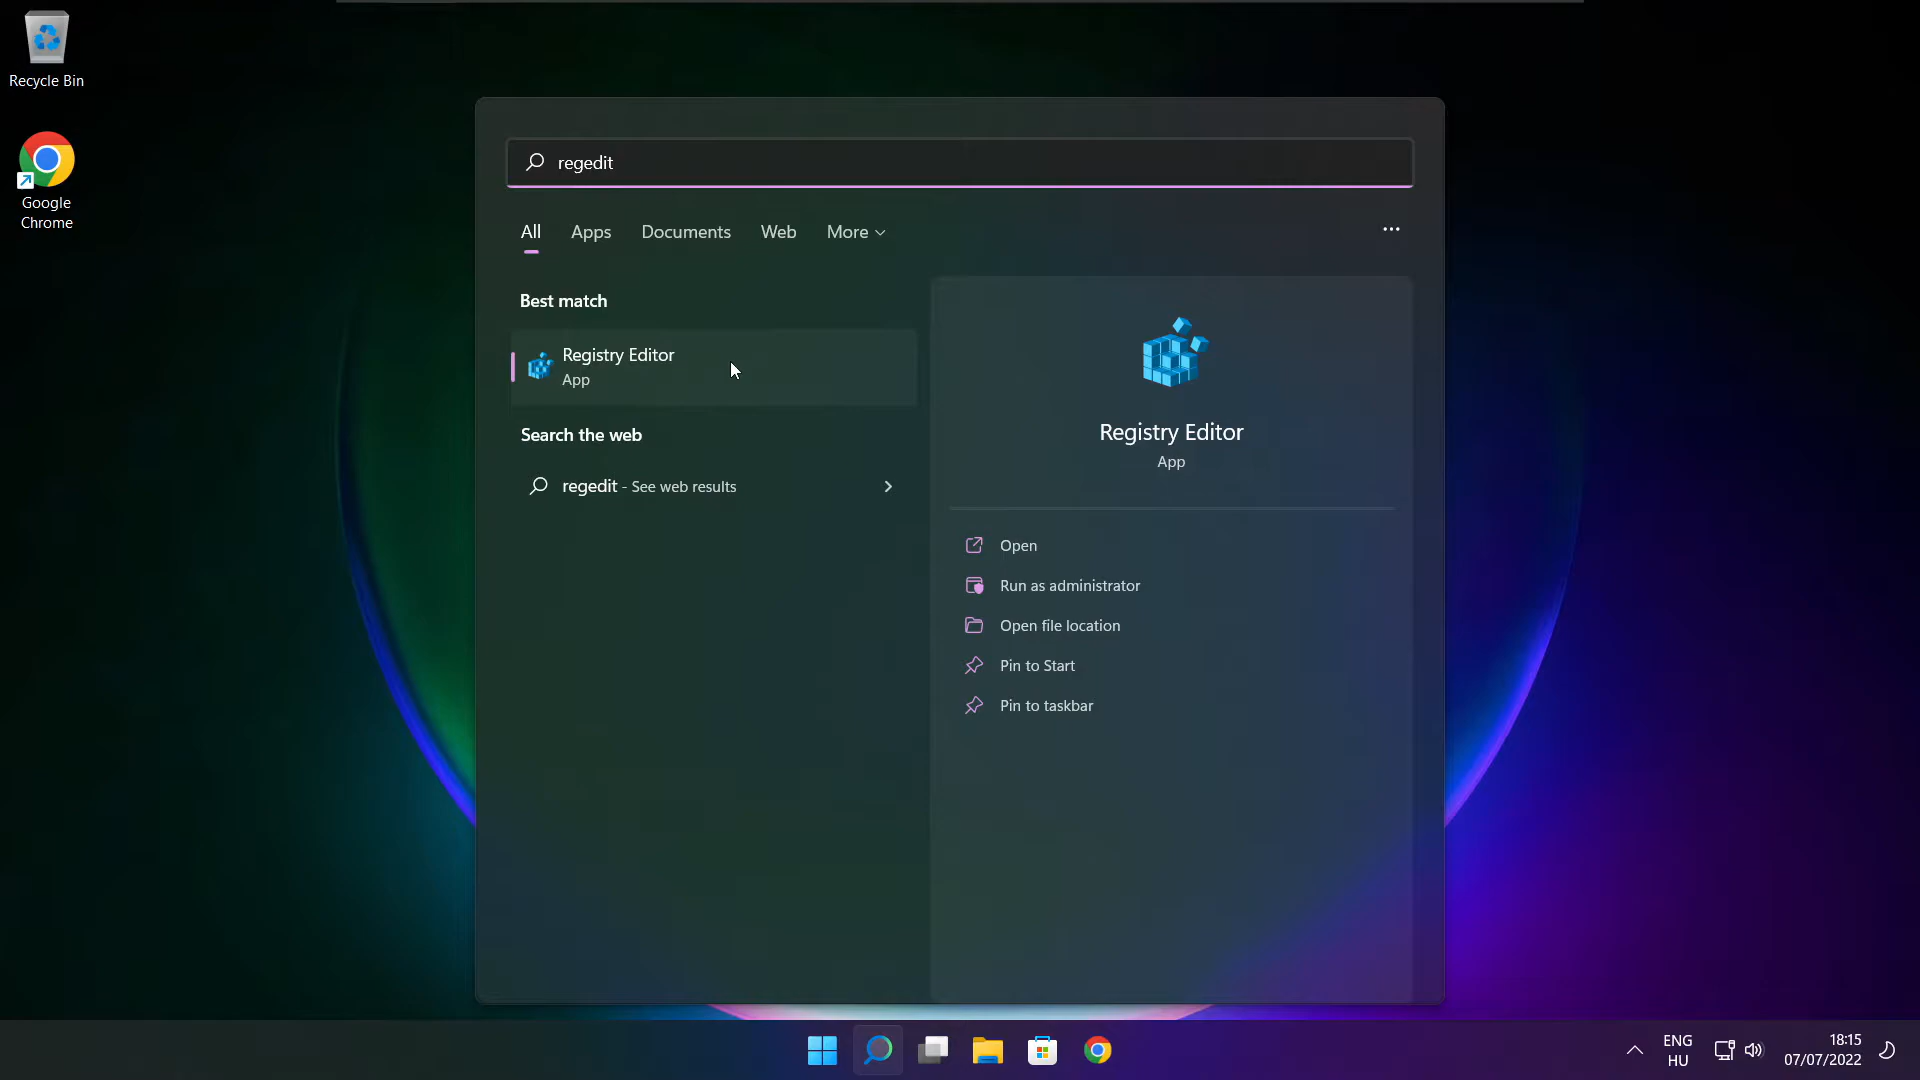 Recycle Bin
Google
Chrome
regedit
All Apps Documents Web More
Best match
Registry Editor
App
Search the web
regedit - See web results
Registry Editor
App
Open
Run as administrator
Open file location
Pin to Start
Pin to taskbar
ENG
HU
18:15
07/07/2022